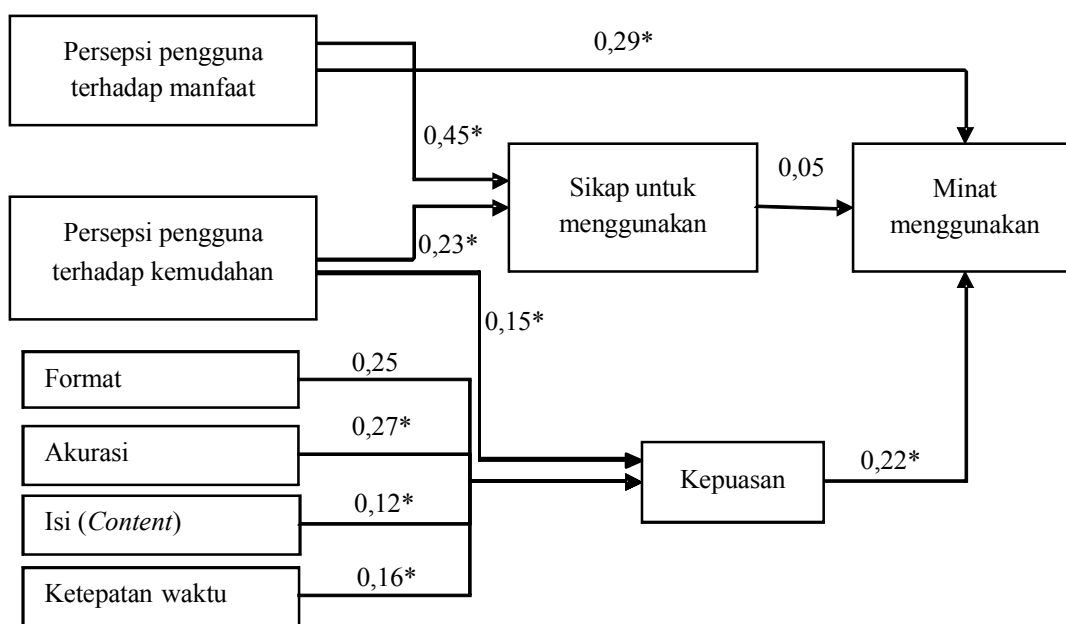 Persepsi pengguna
terhadap manfaat
0,29*
0,45*
Sikap untuk
menggunakan
0,05
Minat
menggunakan
Persepsi pengguna
terhadap kemudahan
0,23*
0,15*
Format
0,25
Akurasi
0,27*
Isi (Content)
0,12*
Ketepatan waktu
0,16*
Kepuasan
0,22*